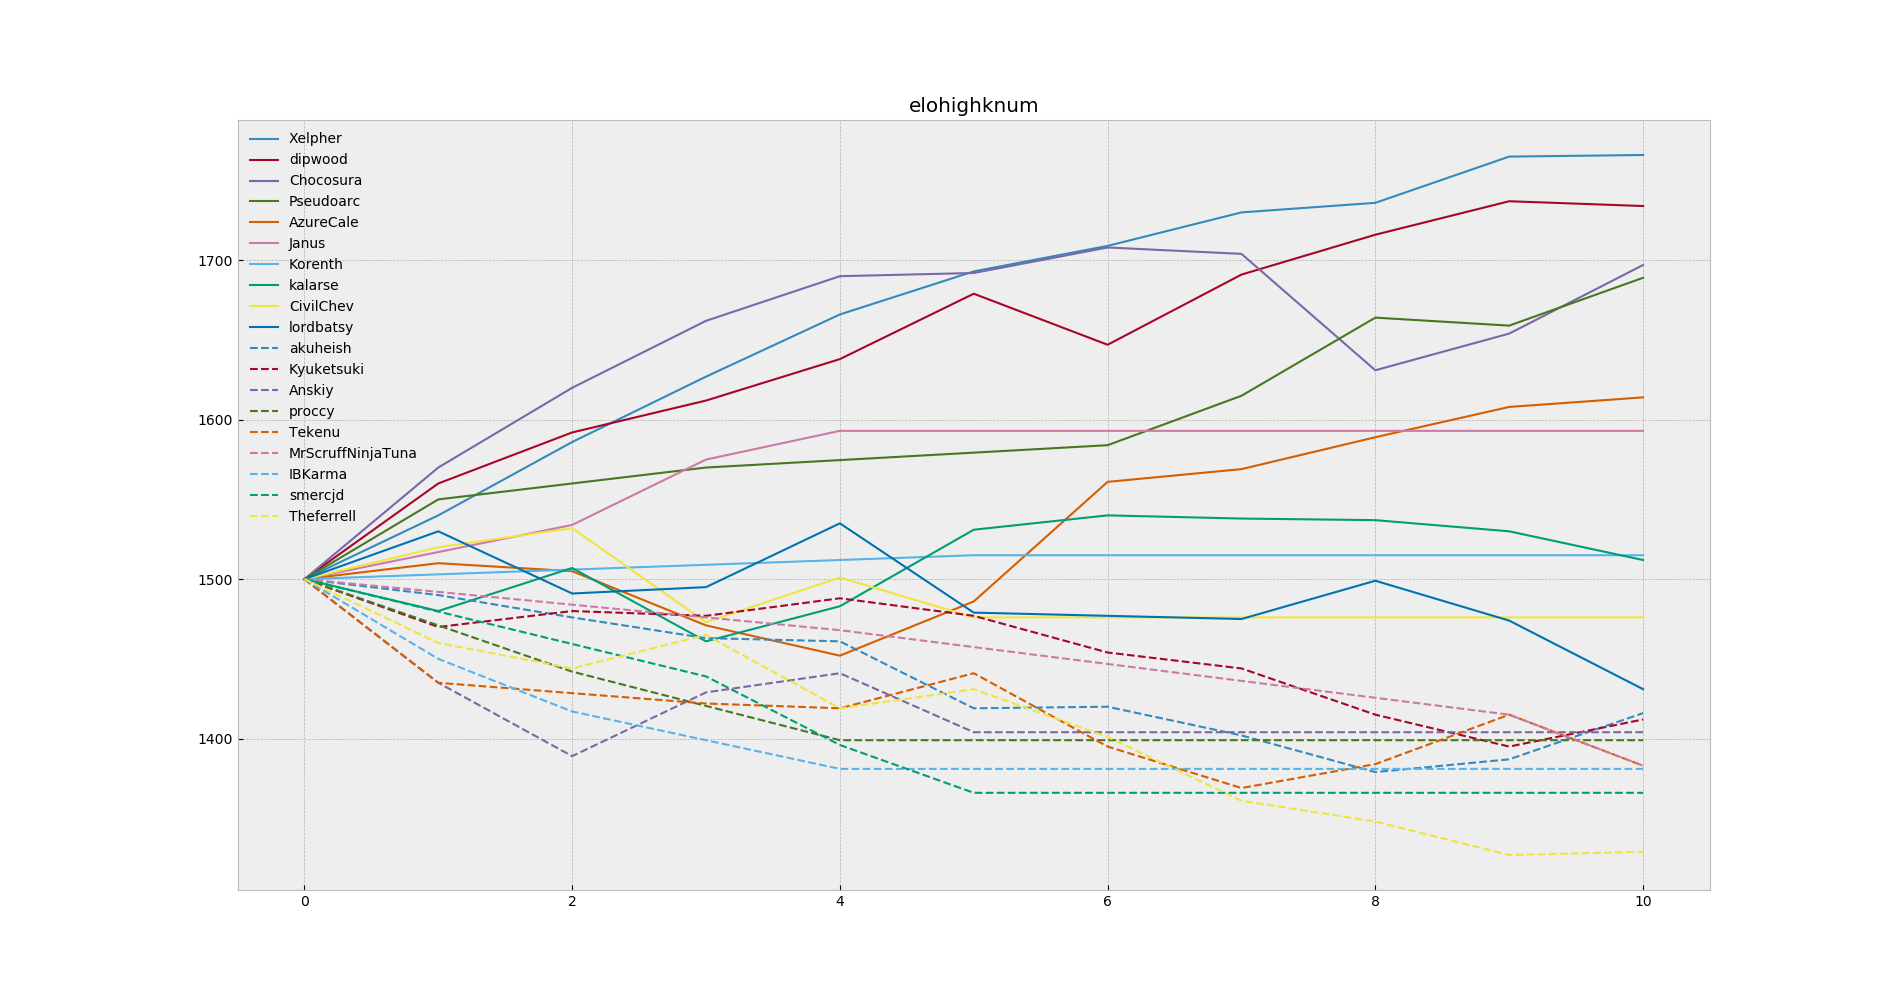 elohighknum
Xelpher
dipwood
Chocosura
Pseudoarc
AzureCale
Janus
Korenth
kalarse
CivilChev
lordbatsy
akuheish
Kyuketsuki
Anskiy
proccy
Tekenu
MrScruffNinjaTuna
IBKarma
smercjd
Theferrell
1700
1600
1500
1400
0 2 4 6 8 10